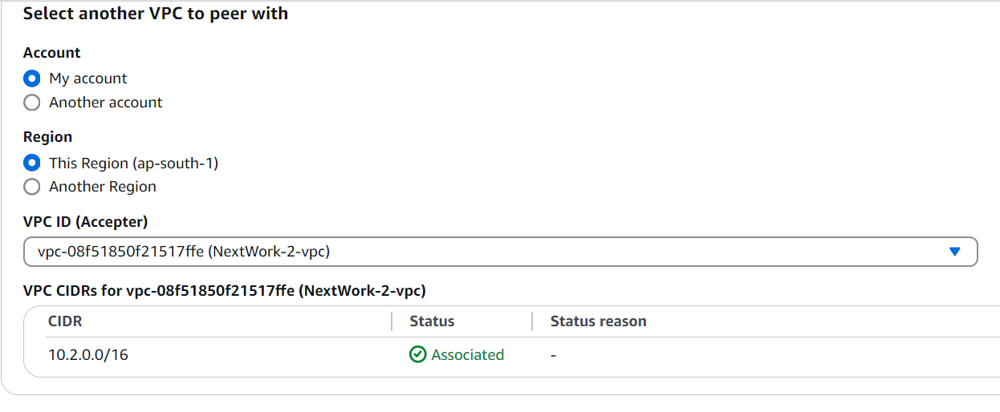 Select another VPC to peer with
Account
My account
Another account
Region
This Region (ap-south-1)
Another Region
VPC ID (Accepter)
vpc-08f51850f21517ffe (NextWork-2-vpc)
VPC CIDRs for vpc-08f51850f21517ffe (NextWork-2-vpc)
CIDR Status Status reason
10.2.0.0/16 Associated -